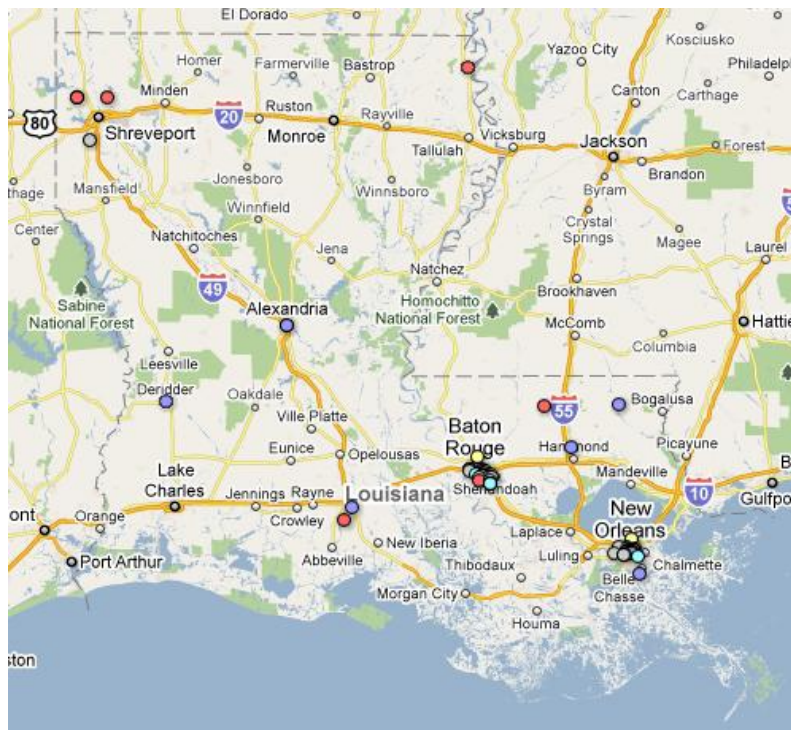 El Dorado
Kosciusko
Yazoo City
Homer
Farmerville
Bastrop
Philadelp
Minden
Canton
Carthage
80
20
Ruston
Shreveport
Monroe
Rayville
Tallulah
Vicksburg
Jackson
Forest
Brandon
thage
Mansfield
Jonesboro
Winnsboro
Byram
Winnfield
Crystal
Springs
Center
Natchitoches
Jena
Magee
Laurel
Natchez
49
Sabine
National Forest
Alexandria
Homochitto
National Forest
Brookhaven
McComb
Hattie
Columbia
Leesville
Deridder
Oakdale
55
Bogalusa
Ville Platte
Baton
Rouge
Eunice
Opelousas
Hammond
Picayune
Lake
Charles
Mandeville
B
Jennings
Rayne
Louisiana
Shenandoah
10
Gulfpo
Crowley
New
Orleans
ont
Orange
Laplace
Abbeville
New Iberia
Luling
Chalmette
Port Arthur
Thibodaux
Belle
Chasse
Morgan City
Houma
ston